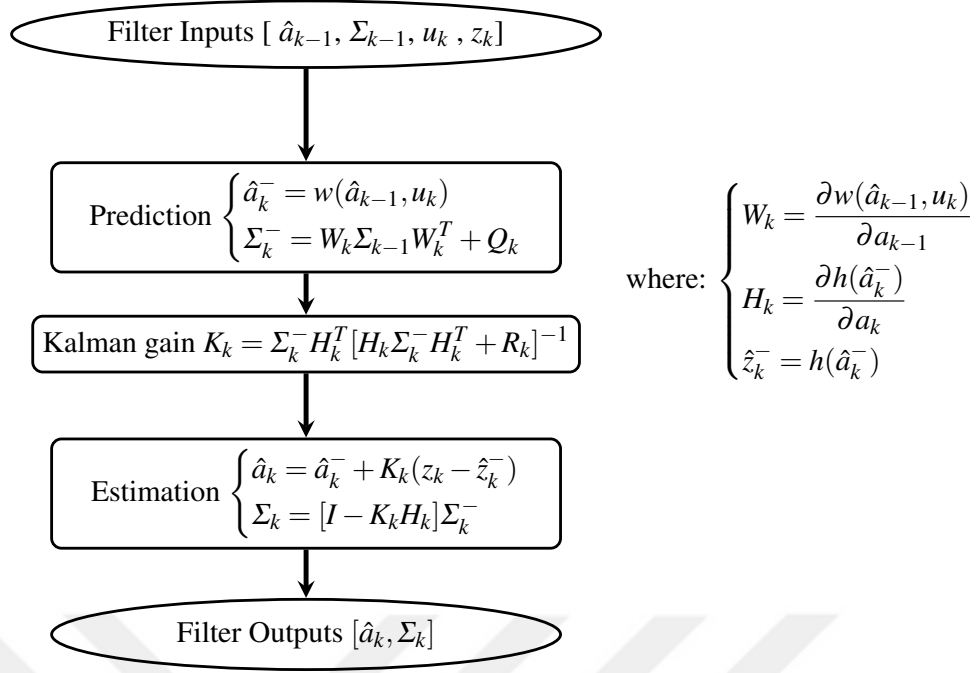 Filter Inputs [ â_{k−1}, Σ_{k−1}, u_k , z_k]
Prediction { â_k^− = w(â_{k−1}, u_k)
Σ_k^− = W_k Σ_{k−1} W_k^T + Q_k
Kalman gain K_k = Σ_k^− H_k^T [H_k Σ_k^− H_k^T + R_k]^{−1}
Estimation { â_k = â_k^− + K_k(z_k − ẑ_k^−)
Σ_k = [I − K_k H_k]Σ_k^−
Filter Outputs [â_k, Σ_k]
where: { W_k = ∂w(â_{k−1}, u_k) / ∂a_{k−1}
H_k = ∂h(â_k^−) / ∂a_k
ẑ_k^− = h(â_k^−)